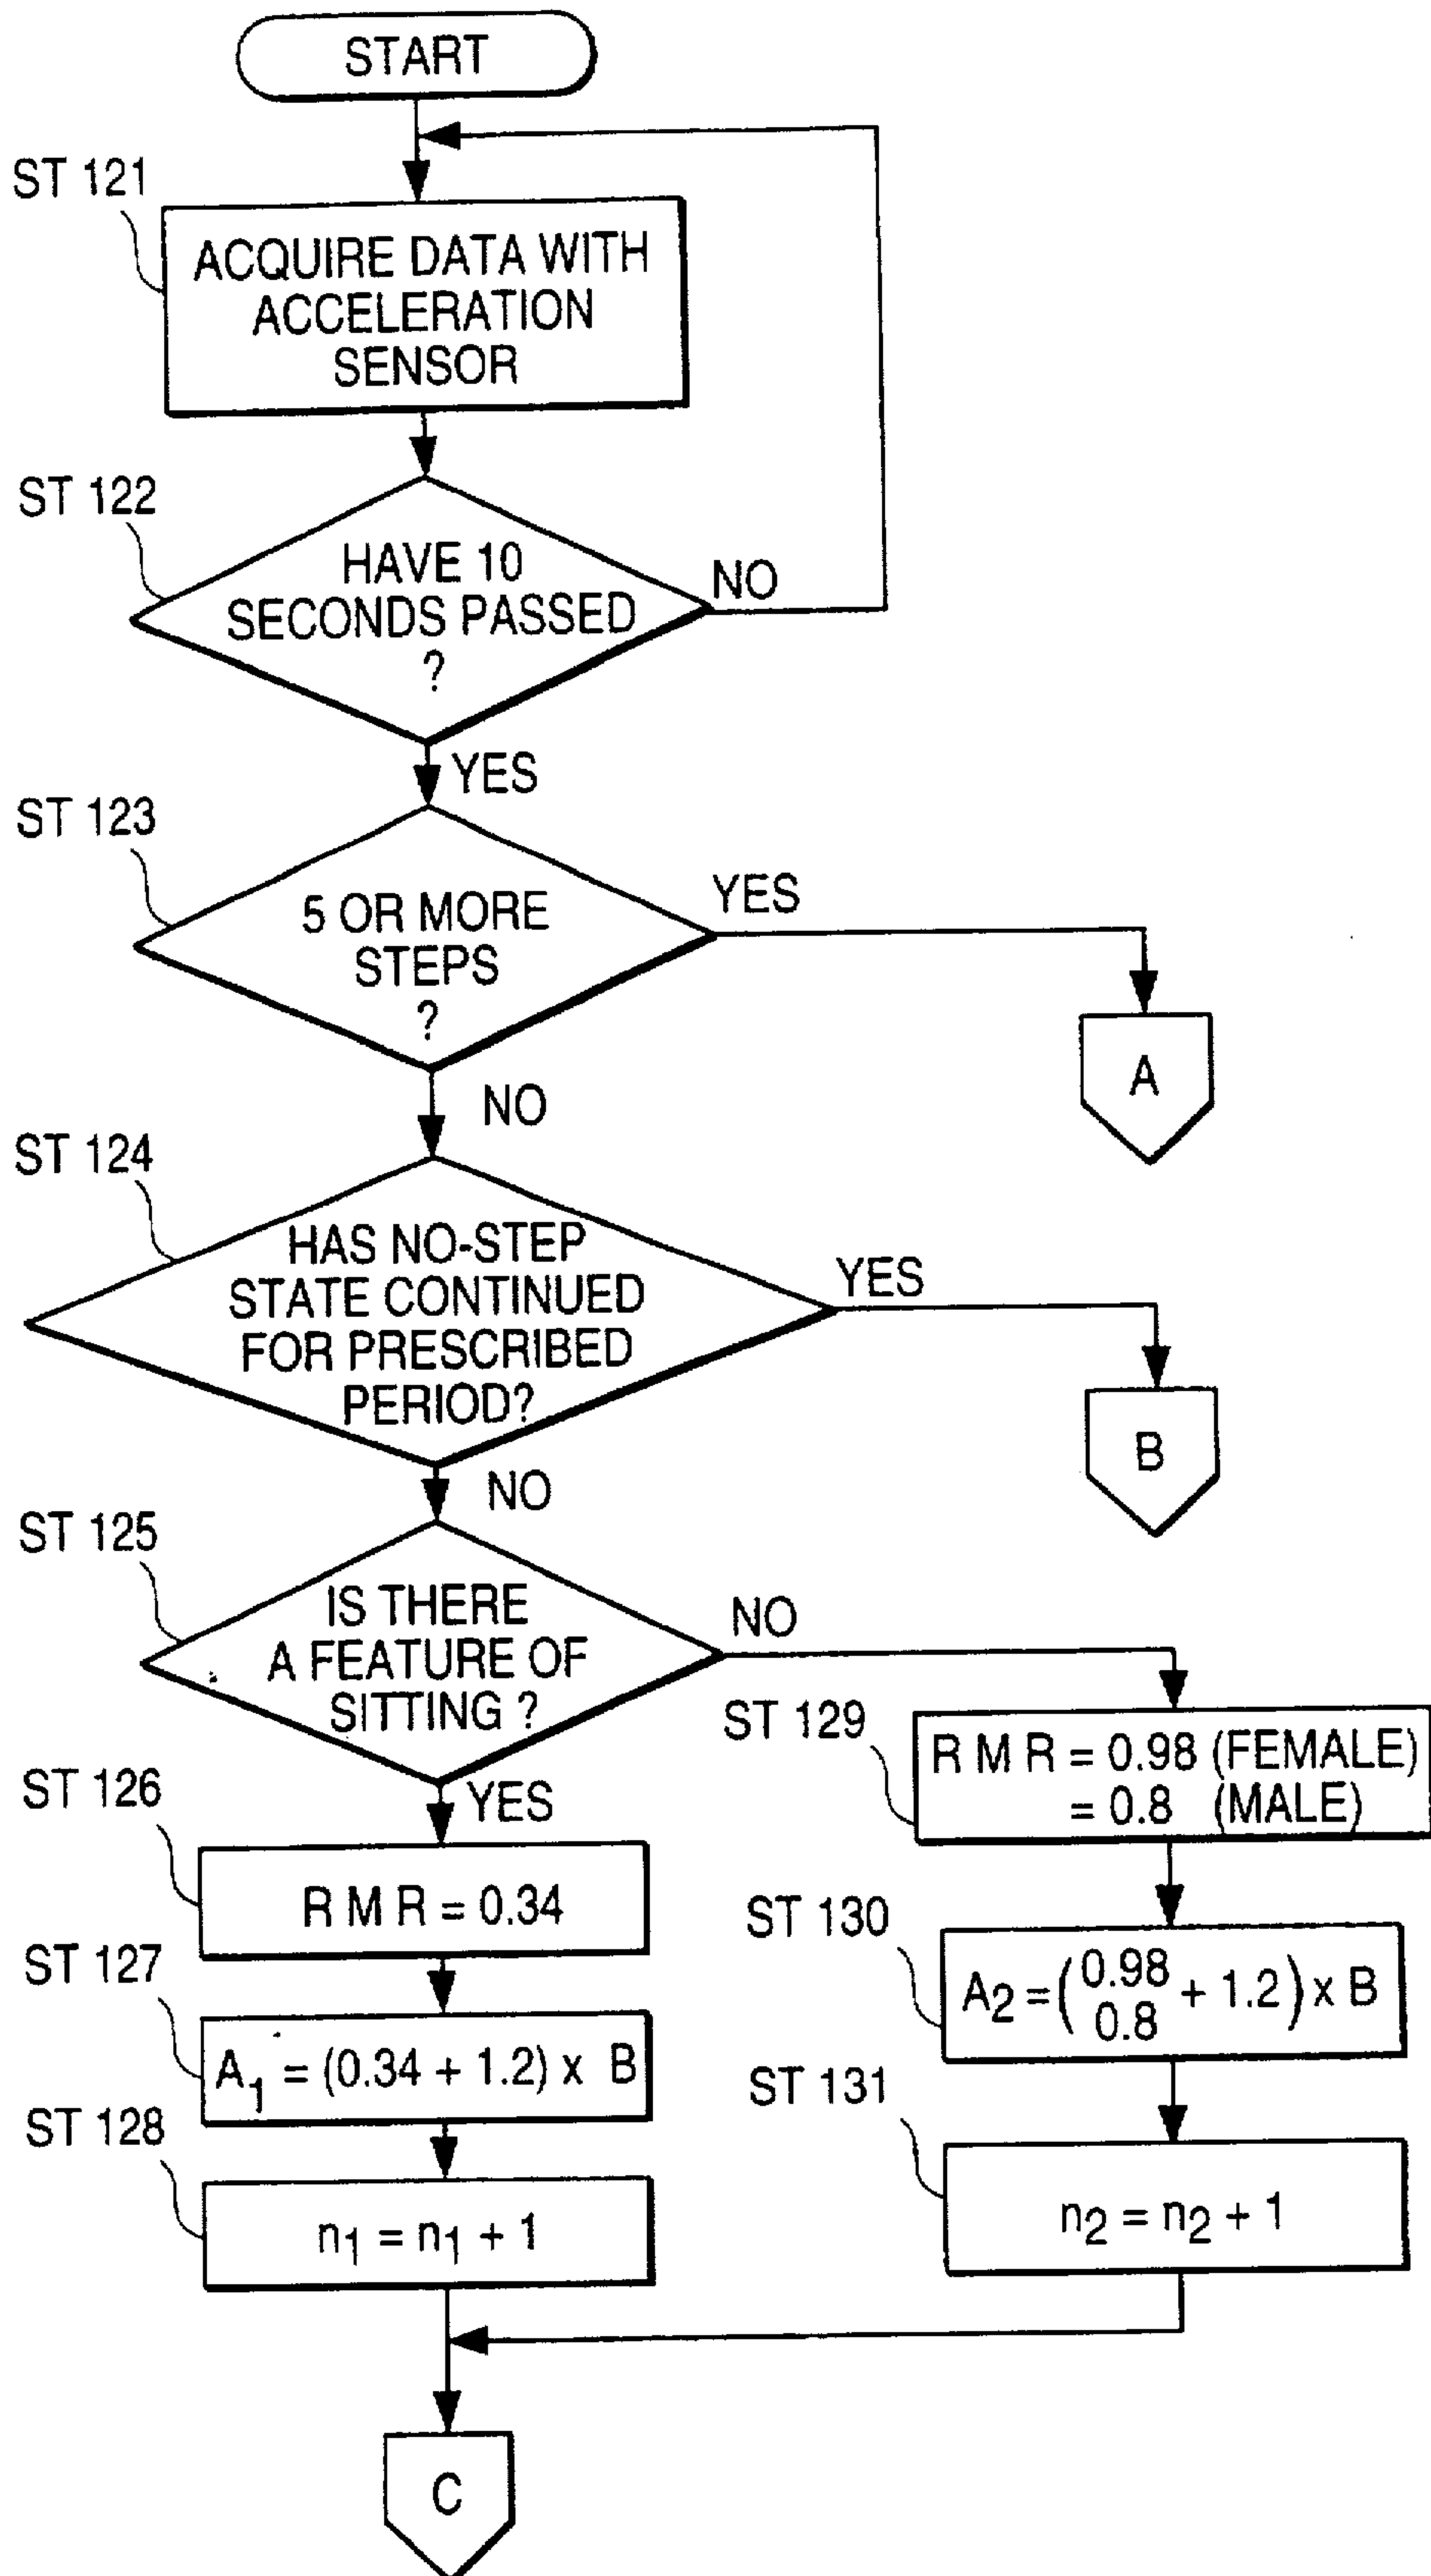 START
ST 121
ACQUIRE DATA WITH
ACCELERATION
SENSOR
ST 122
HAVE 10
SECONDS PASSED
?
NO
YES
ST 123
5 OR MORE
STEPS
?
YES
A
NO
ST 124
HAS NO-STEP
STATE CONTINUED
FOR PRESCRIBED
PERIOD?
YES
B
NO
ST 125
IS THERE
A FEATURE OF
SITTING ?
NO
YES
ST 126
R M R = 0.34
ST 127
A₁ = (0.34 + 1.2) x B
ST 128
n₁ = n₁ + 1
ST 129
R M R = 0.98 (FEMALE)
= 0.8 (MALE)
ST 130
A₂ = (0.98 0.8 + 1.2) x B
ST 131
n₂ = n₂ + 1
C